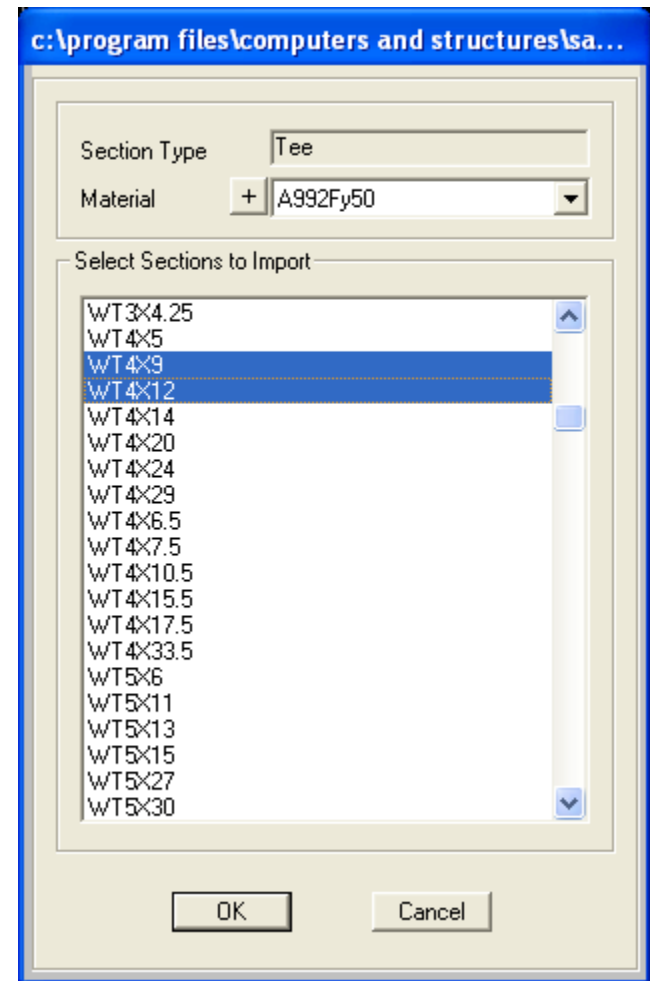 c:\program files\computers and structures\sa...
Section Type Tee
Material + A992Fy50
Select Sections to Import
WT3X4.25
WT4X5
WT4X9
WT4X12
WT4X14
WT4X20
WT4X24
WT4X29
WT4X6.5
WT4X7.5
WT4X10.5
WT4X15.5
WT4X17.5
WT4X33.5
WT5X6
WT5X11
WT5X13
WT5X15
WT5X27
WT5X30
OK Cancel